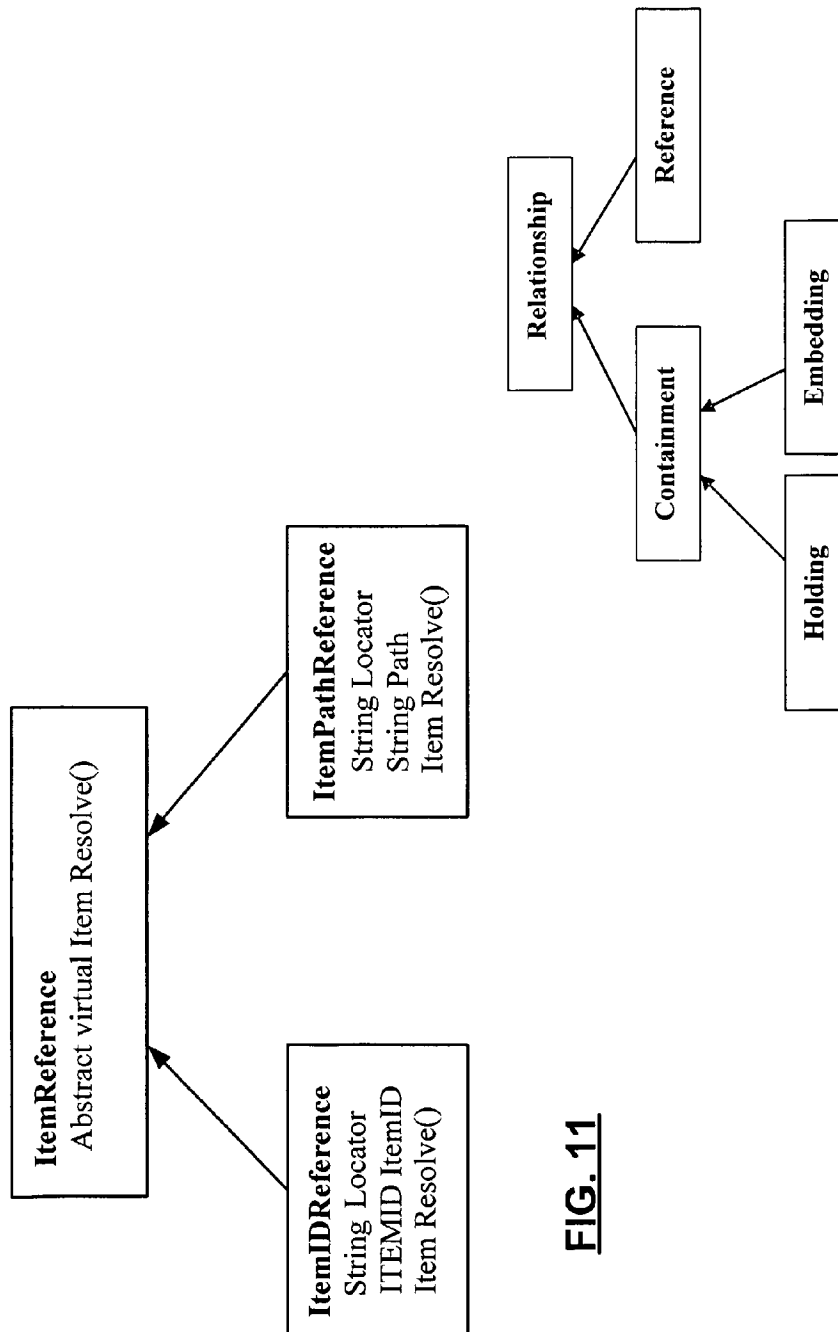 ItemReference
Abstract virtual Item Resolve()
ItemIDReference
String Locator
ITEMID ItemID
Item Resolve()
ItemPathReference
String Locator
String Path
Item Resolve()
Relationship
Containment
Reference
Holding
Embedding
FIG. 11